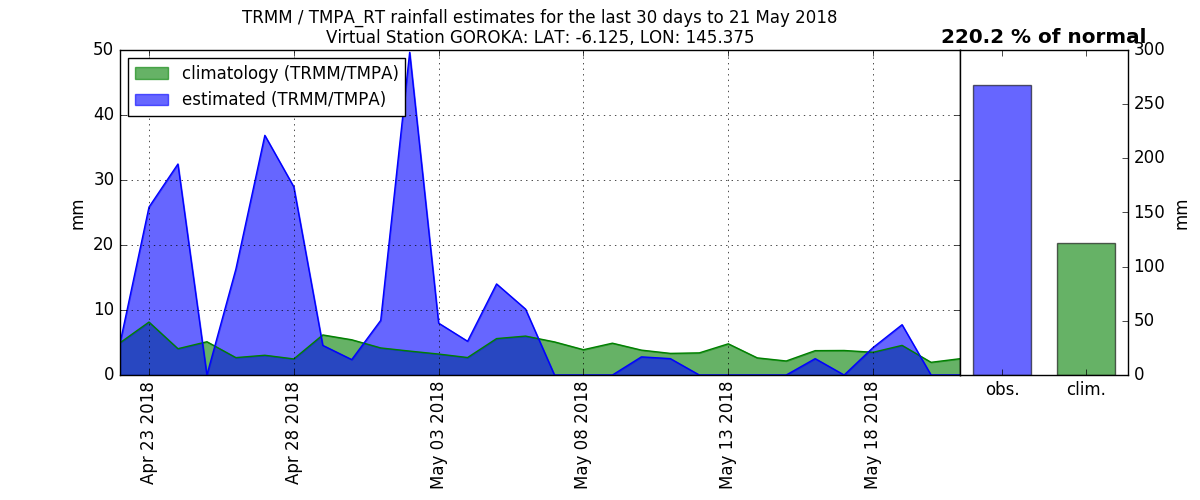 TRMM / TMPA_RT rainfall estimates for the last 30 days to 21 May 2018
Virtual Station GOROKA: LAT: -6.125, LON: 145.375
220.2 % of normal
climatology (TRMM/TMPA)
estimated (TRMM/TMPA)
50
40
30
20
10
0
mm
Apr 23 2018
Apr 28 2018
May 03 2018
May 08 2018
May 13 2018
May 18 2018
300
250
200
150
100
50
0
mm
obs.
clim.